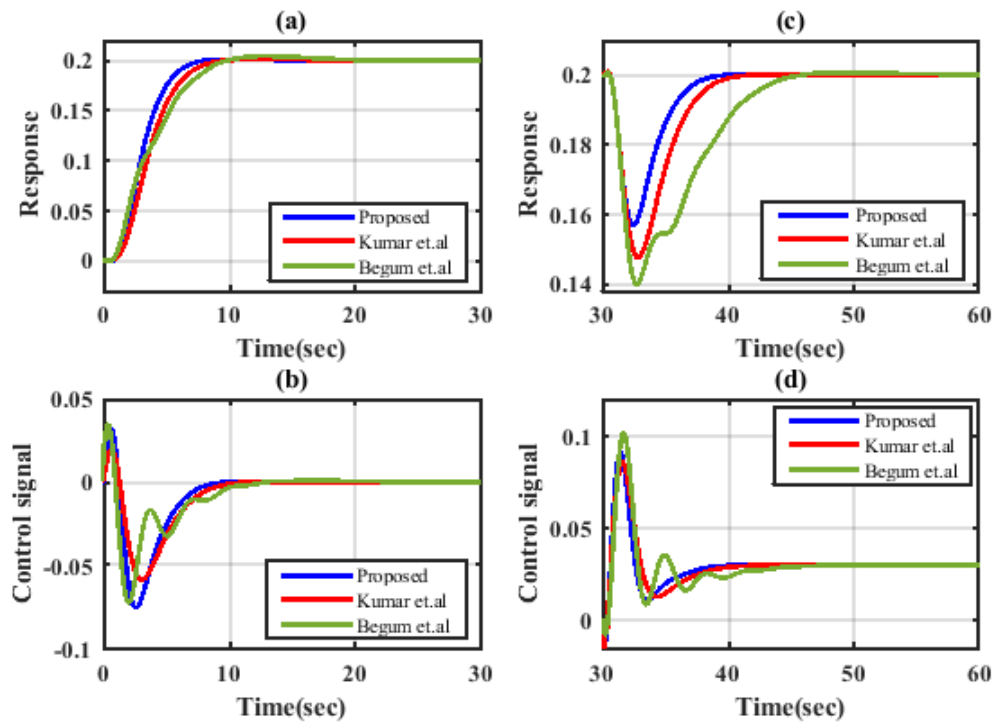 (a)
0.2
0.15
0.1
0.05
0
Response
Proposed
Kumar et.al
Begum et.al
0 10 20 30
Time(sec)
(c)
0.2
0.18
0.16
0.14
Response
Proposed
Kumar et.al
Begum et.al
30 40 50 60
Time(sec)
(b)
0.05
0
-0.05
-0.1
Control signal
Proposed
Kumar et.al
Begum et.al
0 10 20 30
Time(sec)
(d)
0.1
0.05
0
Control signal
Proposed
Kumar et.al
Begum et.al
30 40 50 60
Time(sec)